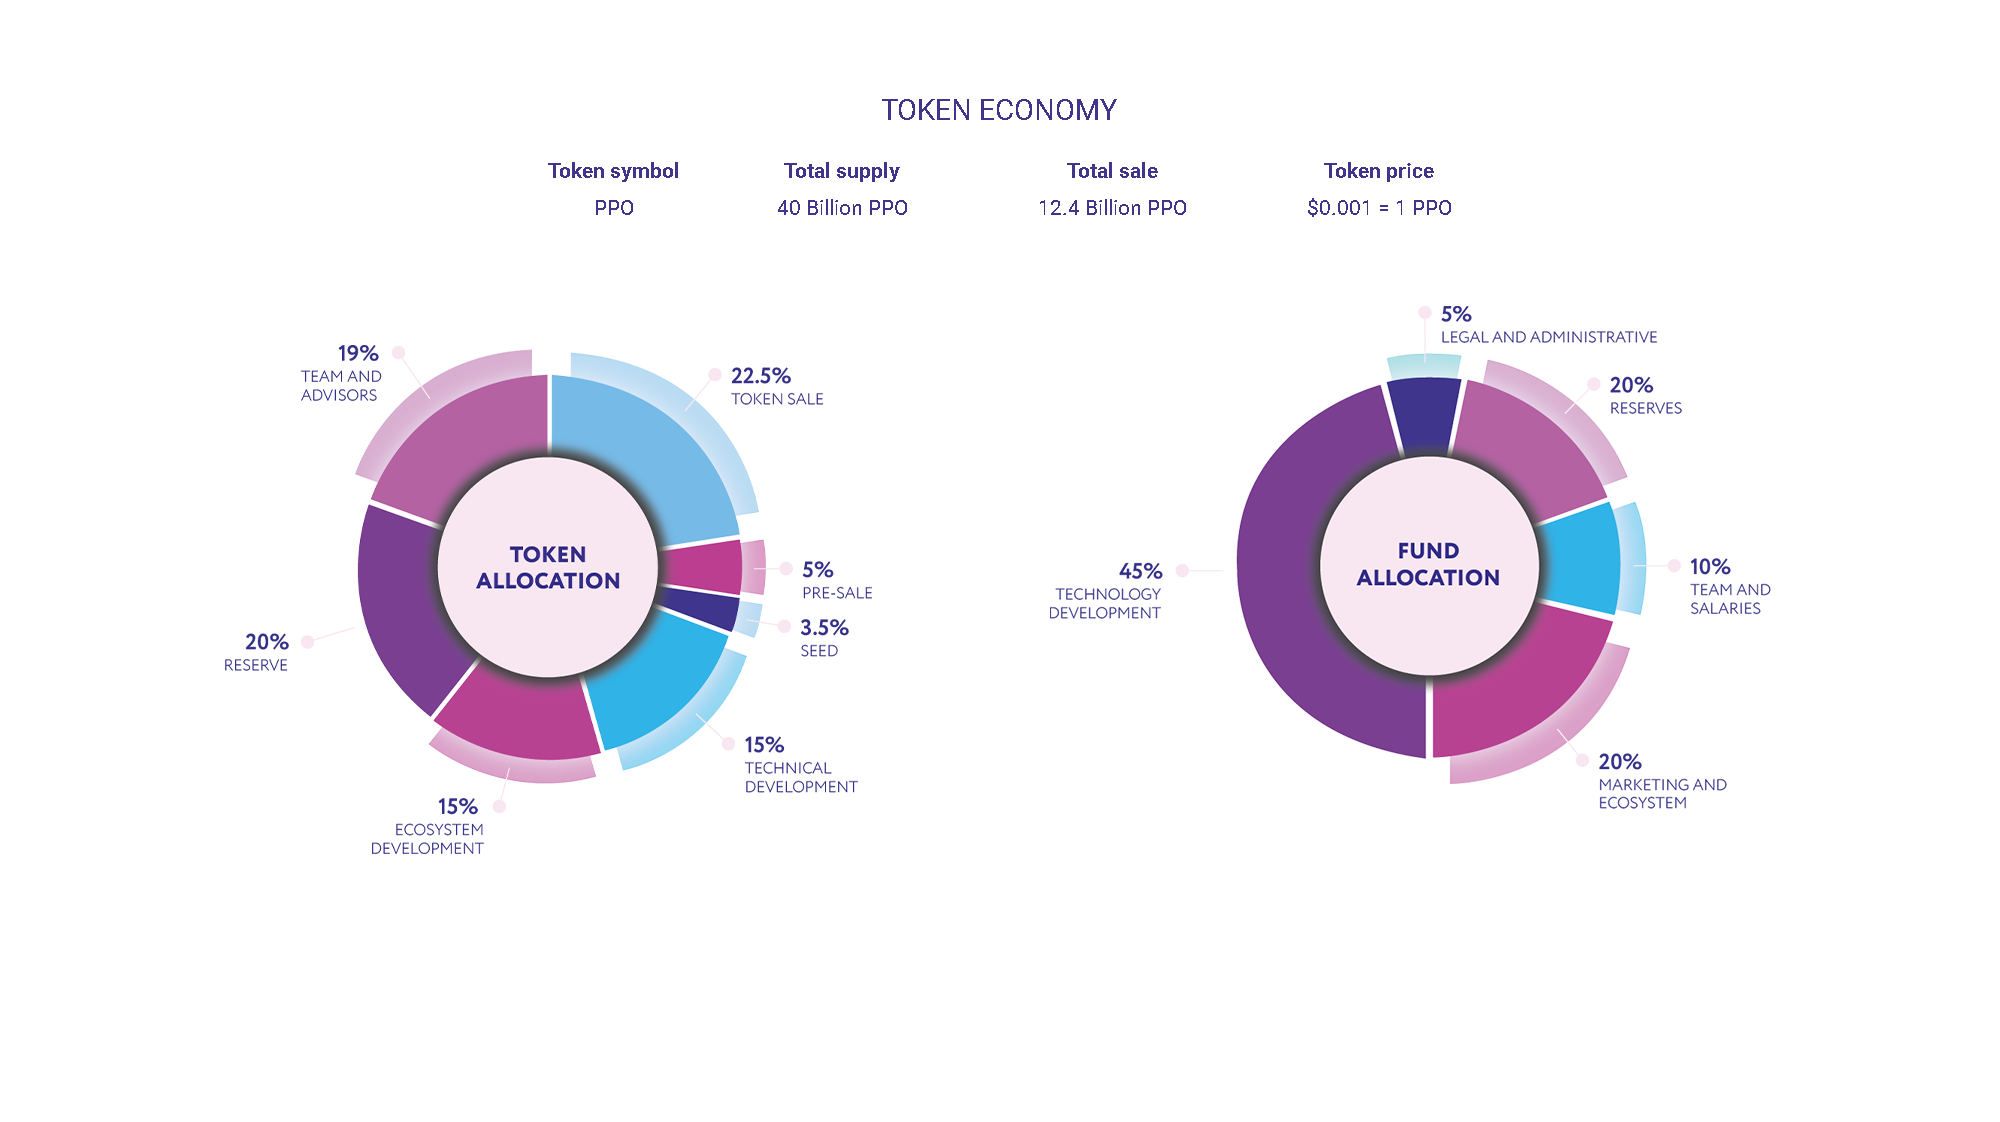 TOKEN ECONOMY
Token symbol
PPO
Total supply
40 Billion PPO
Total sale
12.4 Billion PPO
Token price
$0.001 = 1 PPO
TOKEN
ALLOCATION
19%
TEAM AND
ADVISORS
22.5%
TOKEN SALE
5%
PRE-SALE
3.5%
SEED
15%
TECHNICAL
DEVELOPMENT
15%
ECOSYSTEM
DEVELOPMENT
20%
RESERVE
FUND
ALLOCATION
5%
LEGAL AND ADMINISTRATIVE
20%
RESERVES
10%
TEAM AND
SALARIES
20%
MARKETING AND
ECOSYSTEM
45%
TECHNOLOGY
DEVELOPMENT